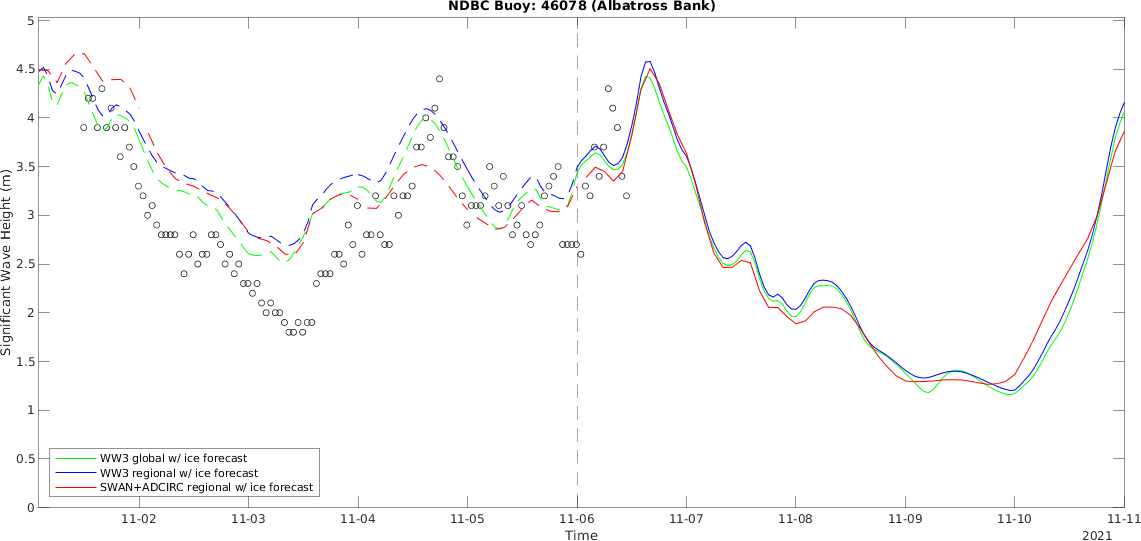 NDBC Buoy: 46078 (Albatross Bank)
5
4.5
4
3.5
3
2.5
2
1.5
1
0.5
0
Significant Wave Height (m)
WW3 global w/ ice forecast
WW3 regional w/ ice forecast
SWAN+ADCIRC regional w/ ice forecast
11-02 11-03 11-04 11-05 11-06 11-07 11-08 11-09 11-10 11-11
Time
2021